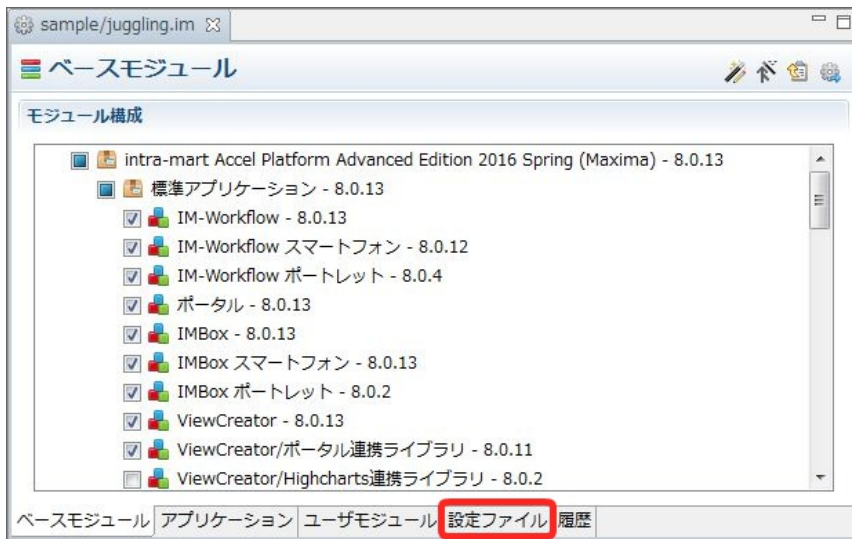 sample/juggling.im
ベースモジュール
モジュール構成
intra-mart Accel Platform Advanced Edition 2016 Spring (Maxima) - 8.0.13
標準アプリケーション - 8.0.13
IM-Workflow - 8.0.13
IM-Workflow スマートフォン - 8.0.12
IM-Workflow ポートレット - 8.0.4
ポータル - 8.0.13
IMBox - 8.0.13
IMBox スマートフォン - 8.0.13
IMBox ポートレット - 8.0.2
ViewCreator - 8.0.13
ViewCreator/ポータル連携ライブラリ - 8.0.11
ViewCreator/Highcharts連携ライブラリ - 8.0.2
ベースモジュール アプリケーション ユーザモジュール 設定ファイル 履歴